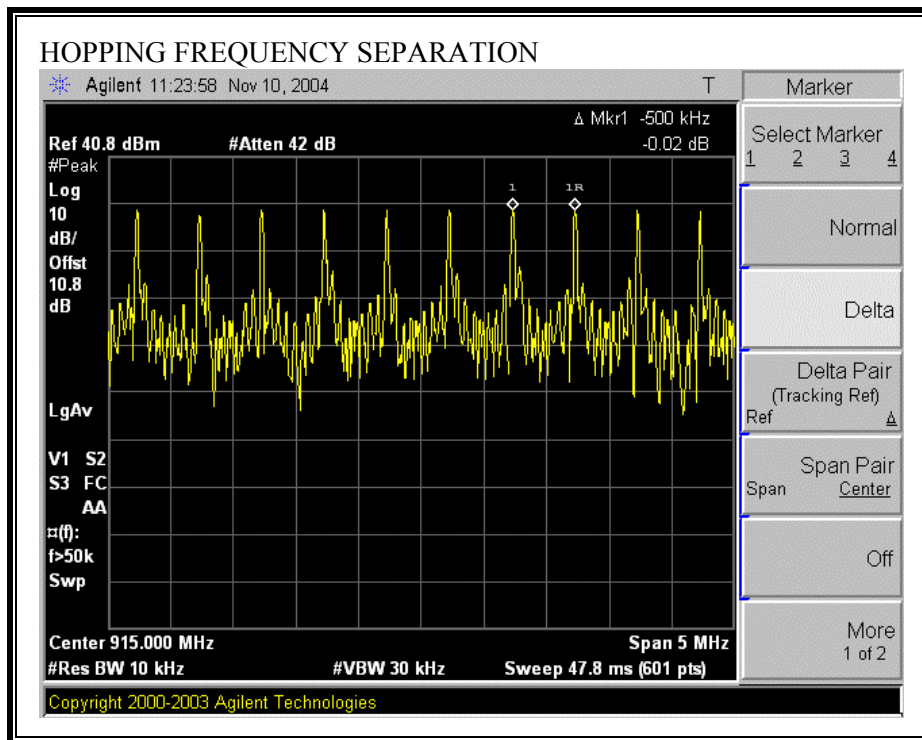 HOPPING FREQUENCY SEPARATION
Agilent 11:23:58 Nov 10, 2004 T
Marker
Δ Mkr1 -500 kHz
Ref 40.8 dBm #Atten 42 dB -0.02 dB
#Peak
Log
10
dB/
Offst
10.8
dB
1 1R
LgAv
V1 S2
S3 FC
AA
¤(f):
f>50k
Swp
Center 915.000 MHz Span 5 MHz
#Res BW 10 kHz #VBW 30 kHz Sweep 47.8 ms (601 pts)
Copyright 2000-2003 Agilent Technologies
Select Marker
1 2 3 4
Normal
Delta
Delta Pair
(Tracking Ref)
Ref Δ
Span Pair
Span Center
Off
More
1 of 2